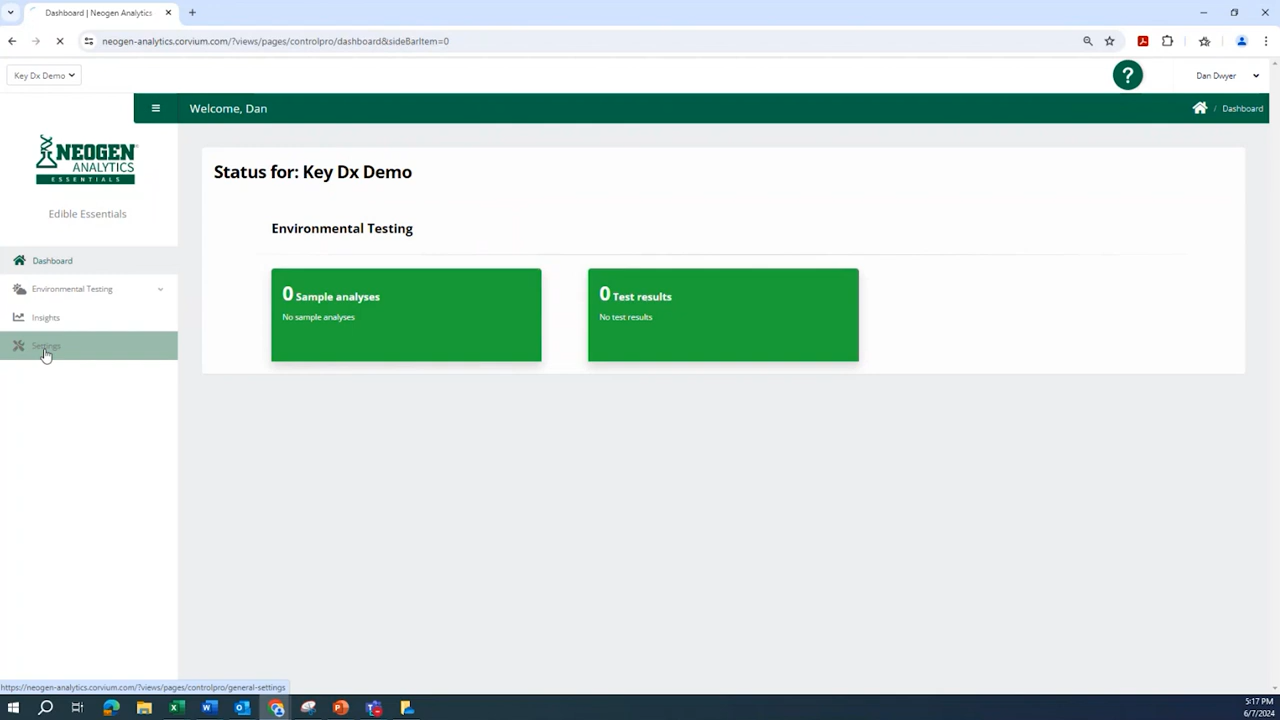 Dashboard | Neogen Analytics
neogen-analytics.corvium.com/?views/pages/controlpro/dashboard&sideBarItem=0
Key Dx Demo
?
Dan Dwyer
Welcome, Dan
/ Dashboard
NEOGEN
ANALYTICS
ESSENTIALS
Edible Essentials
Dashboard
Environmental Testing
Insights
Settings
Status for: Key Dx Demo
Environmental Testing
0 Sample analyses
No sample analyses
0 Test results
No test results
https://neogen-analytics.corvium.com/?views/pages/controlpro/general-settings
5:17 PM
6/7/2024